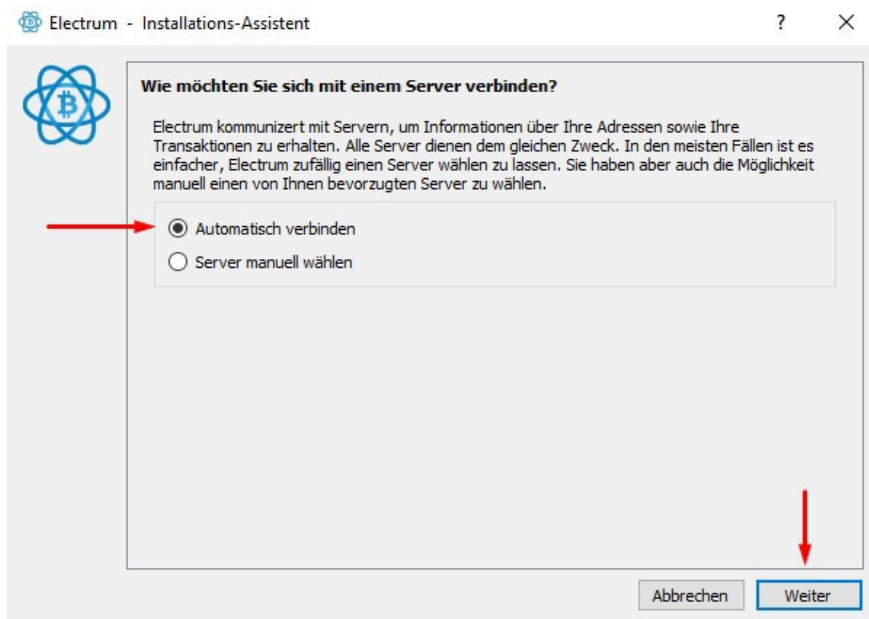 Electrum - Installations-Assistent
Wie möchten Sie sich mit einem Server verbinden?
Electrum kommunizert mit Servern, um Informationen über Ihre Adressen sowie Ihre
Transaktionen zu erhalten. Alle Server dienen dem gleichen Zweck. In den meisten Fällen ist es
einfacher, Electrum zufällig einen Server wählen zu lassen. Sie haben aber auch die Möglichkeit
manuell einen von Ihnen bevorzugten Server zu wählen.
Automatisch verbinden
Server manuell wählen
Abbrechen Weiter